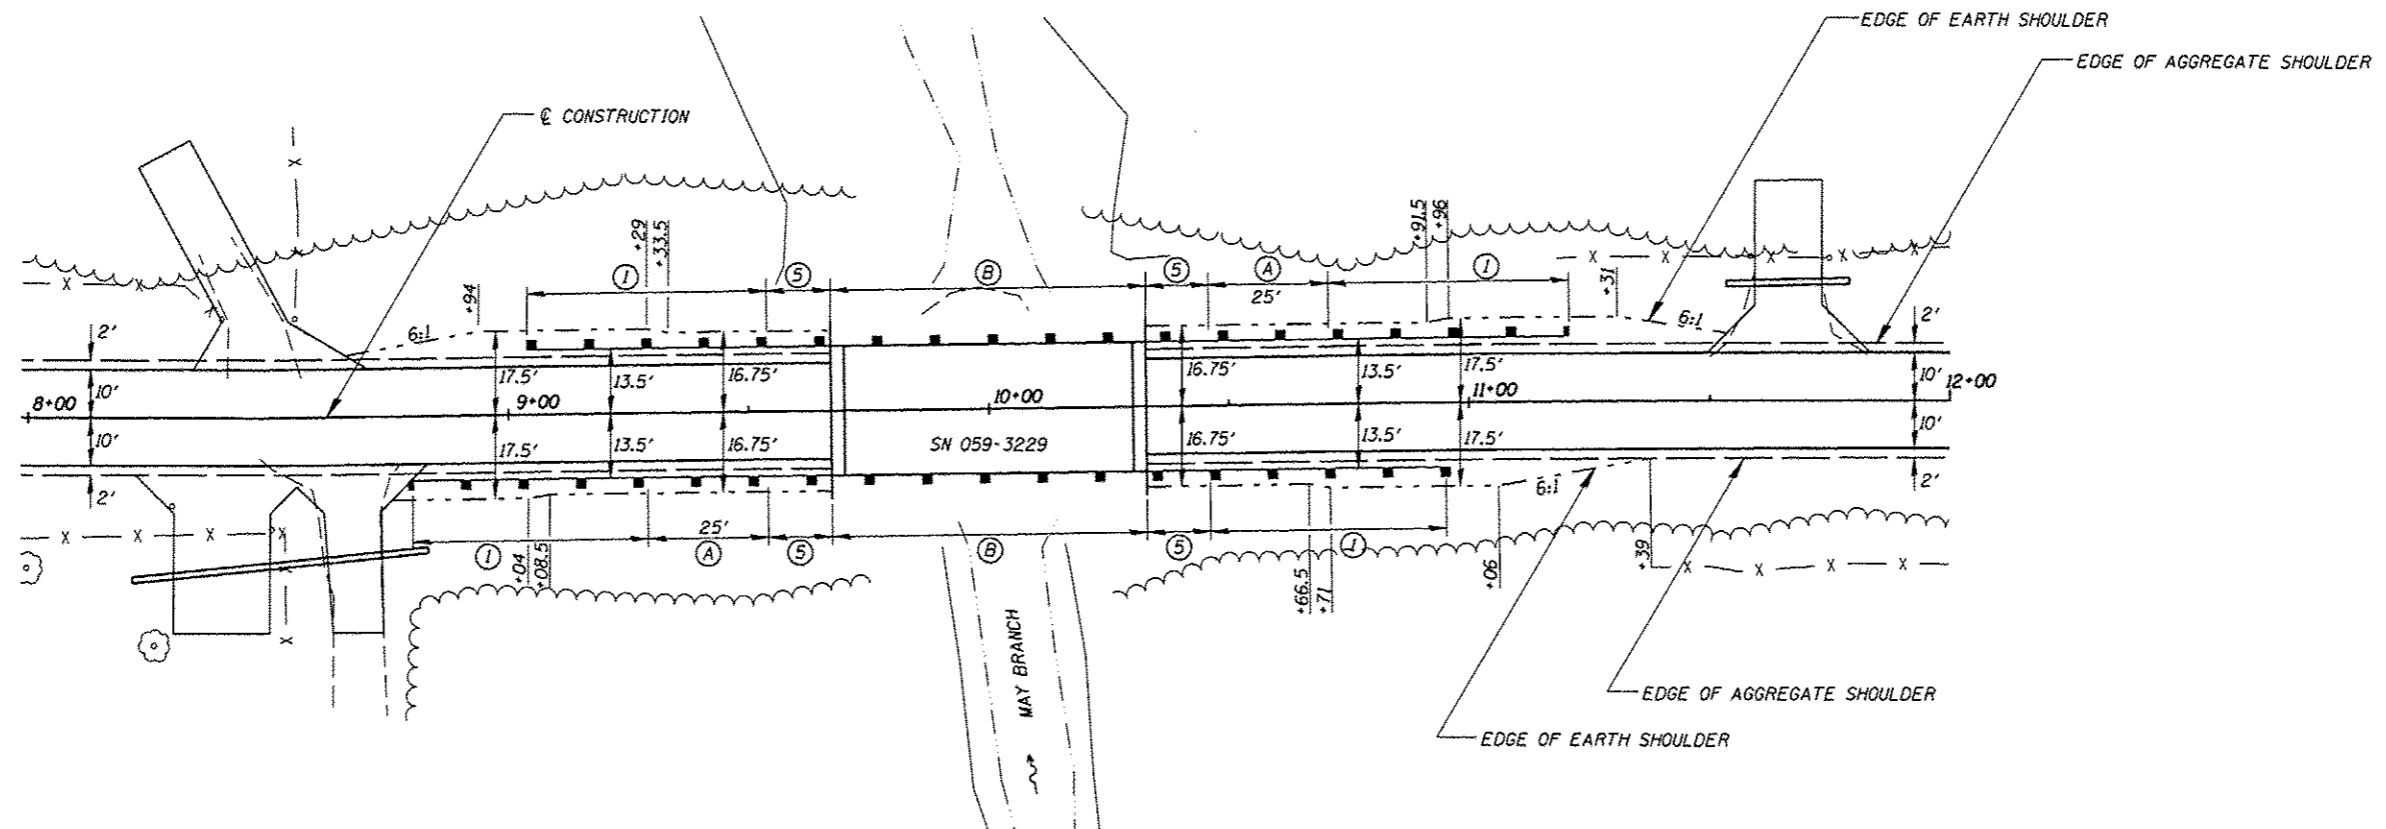 EDGE OF EARTH SHOULDER
EDGE OF AGGREGATE SHOULDER
℄ CONSTRUCTION
X
+29
+33.5
+91.5
+96
X X
1 5 B 5 A 1
25'
X X X X X
+94
+31
6:1
6:1
2'
2'
17.5'
13.5'
16.75'
16.75'
13.5'
17.5'
10'
10'
8+00
9+00
10+00
11+00
12+00
10'
10'
17.5'
13.5'
16.75'
SN 059-3229
16.75'
13.5'
17.5'
2'
2'
6:1
X X X X
25'
1 A 5 B 5 1
+04
+08.5
+66.5
+71
+06
+39
X X X X
X
MAY BRANCH
EDGE OF AGGREGATE SHOULDER
EDGE OF EARTH SHOULDER